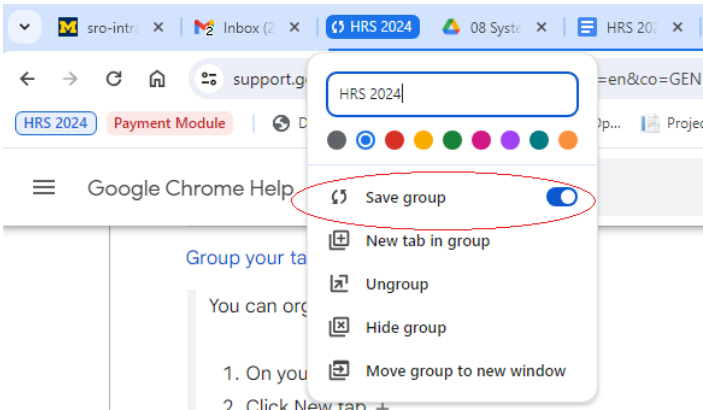 sro-intr
Inbox (2
HRS 2024
08 Syste
HRS 202
support.g
=en&co=GEN
HRS 2024
HRS 2024
Payment Module
D
p...
Projec
Google Chrome Help
Save group
New tab in group
Group your ta
Ungroup
You can org
Hide group
1. On you
Move group to new window
2. Click New tab +